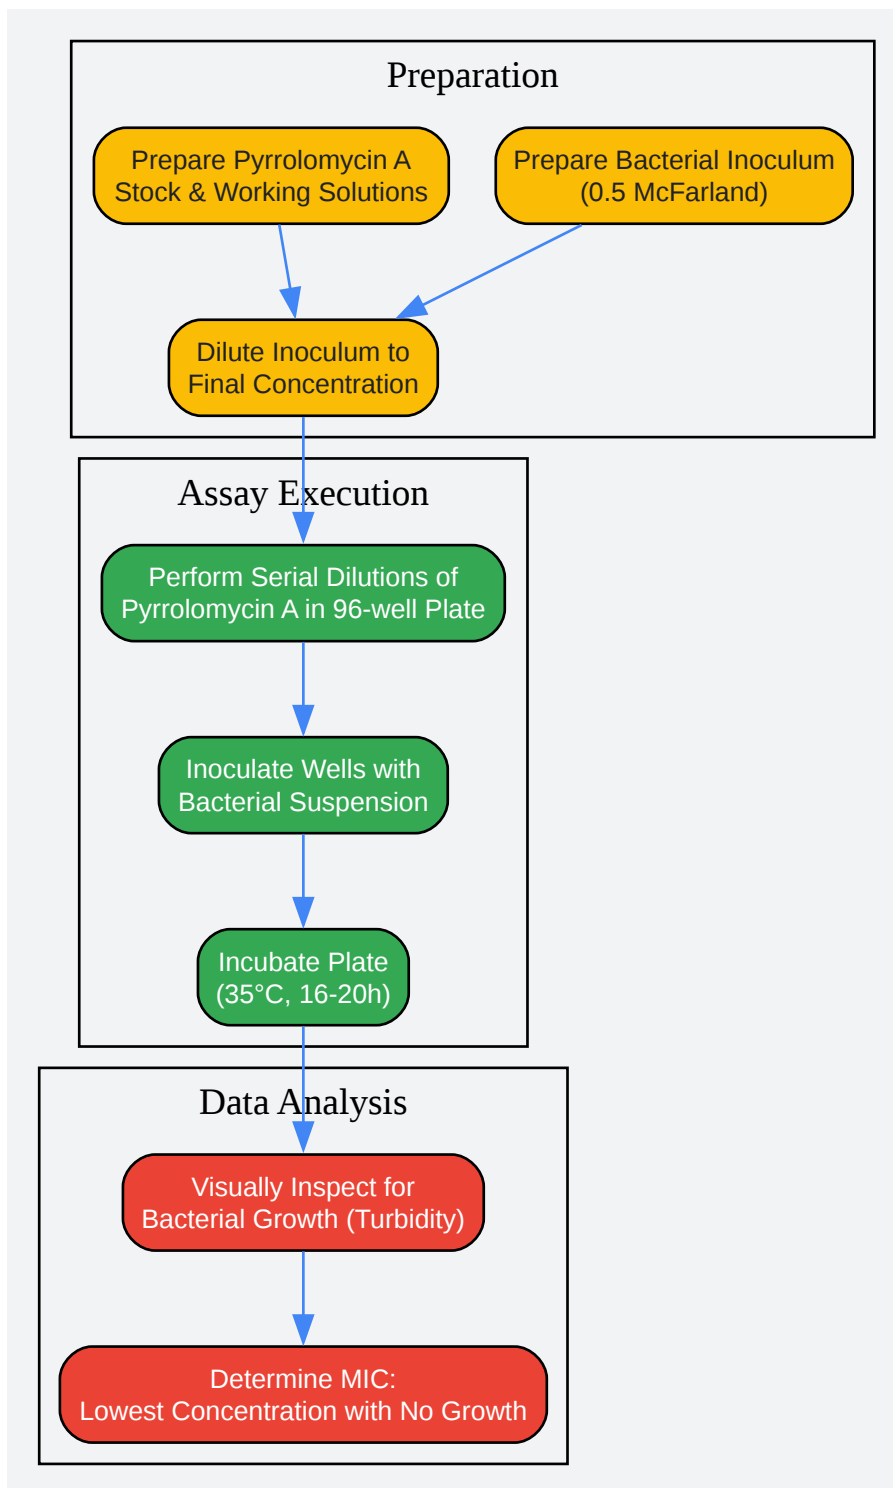 Preparation
Prepare Pyrrolomycin A
Stock & Working Solutions
Prepare Bacterial Inoculum
(0.5 McFarland)
Dilute Inoculum to
Final Concentration
Assay Execution
Perform Serial Dilutions of
Pyrrolomycin A in 96-well Plate
Inoculate Wells with
Bacterial Suspension
Incubate Plate
(35°C, 16-20h)
Data Analysis
Visually Inspect for
Bacterial Growth (Turbidity)
Determine MIC:
Lowest Concentration with No Growth